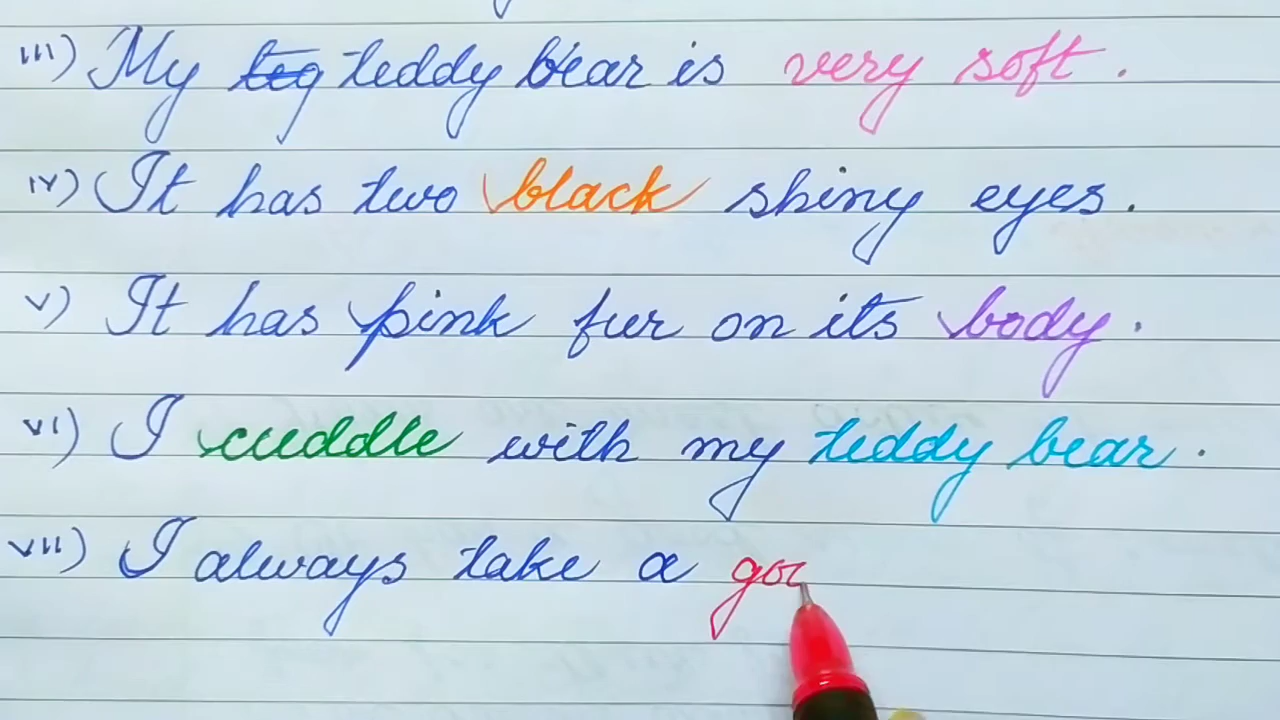 iii) My teddy bear is very soft.
iv) It has two black shiny eyes.
v) It has pink fur on its body.
vi) I cuddle with my teddy bear.
vii) I always take a goo